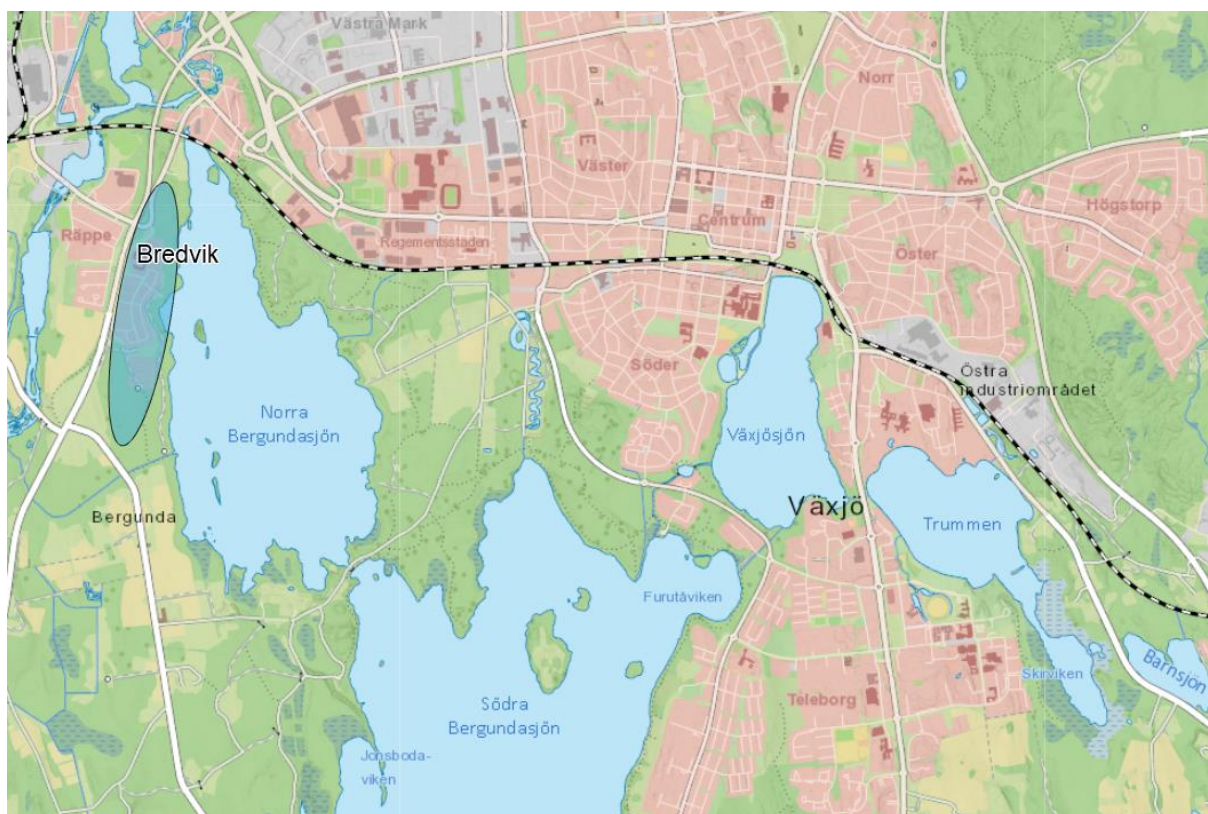 Västra Mark
Norr
Väster
Högstorp
Centrum
Räppe
Regementsstaden
Bredvik
Öster
Söder
Östra
industriområdet
Norra
Bergundasjön
Växjösjön
Växjö
Bergunda
Trummen
Furutåviken
Barnsjön
Skirviken
Teleborg
Södra
Bergundasjön
Jonsboda-
viken